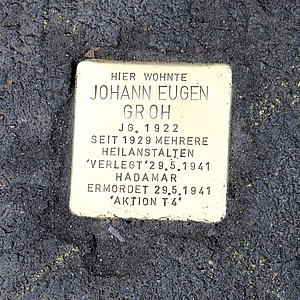 HIER WOHNTE
JOHANN EUGEN
GROH
JG. 1922
SEIT 1929 MEHRERE
HEILANSTALTEN
'VERLEGT' 29.5.1941
HADAMAR
ERMORDET 29.5.1941
'AKTION T4'